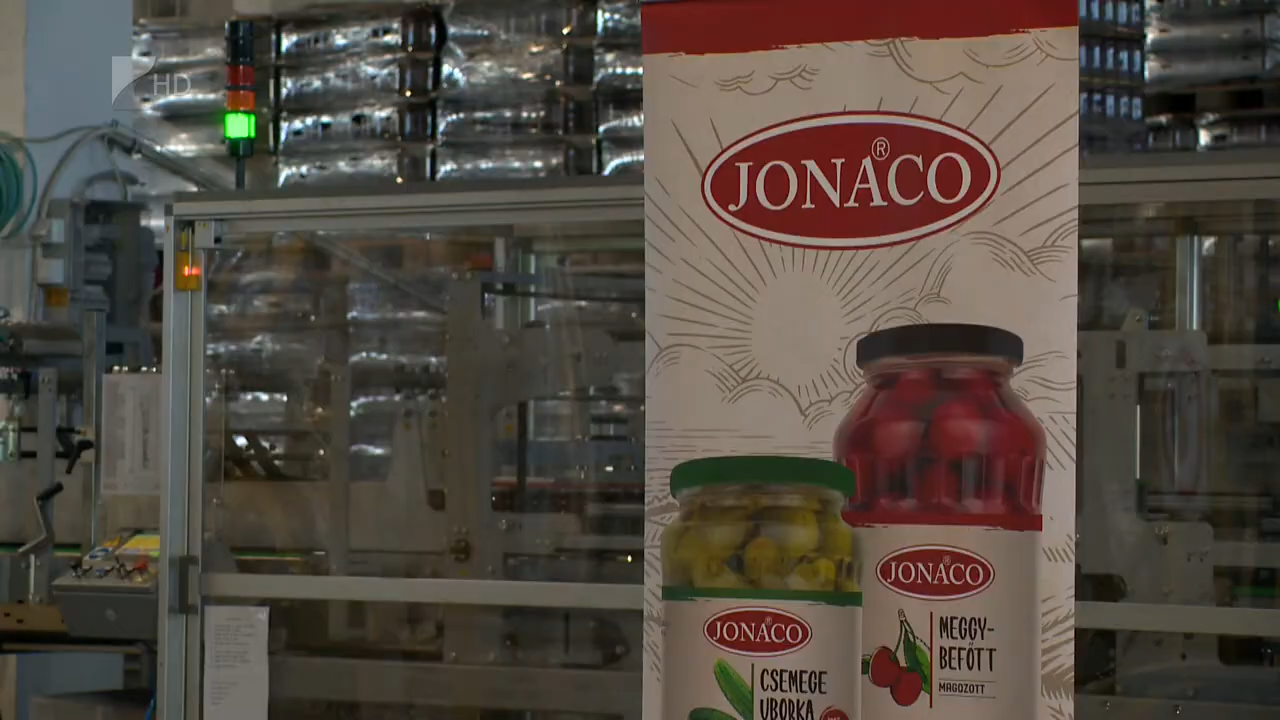 HD
JONACO®
JONACO®
MEGGY-
BEFŐTT
MAGOZOTT
JONACO®
CSEMEGE
UBORKA